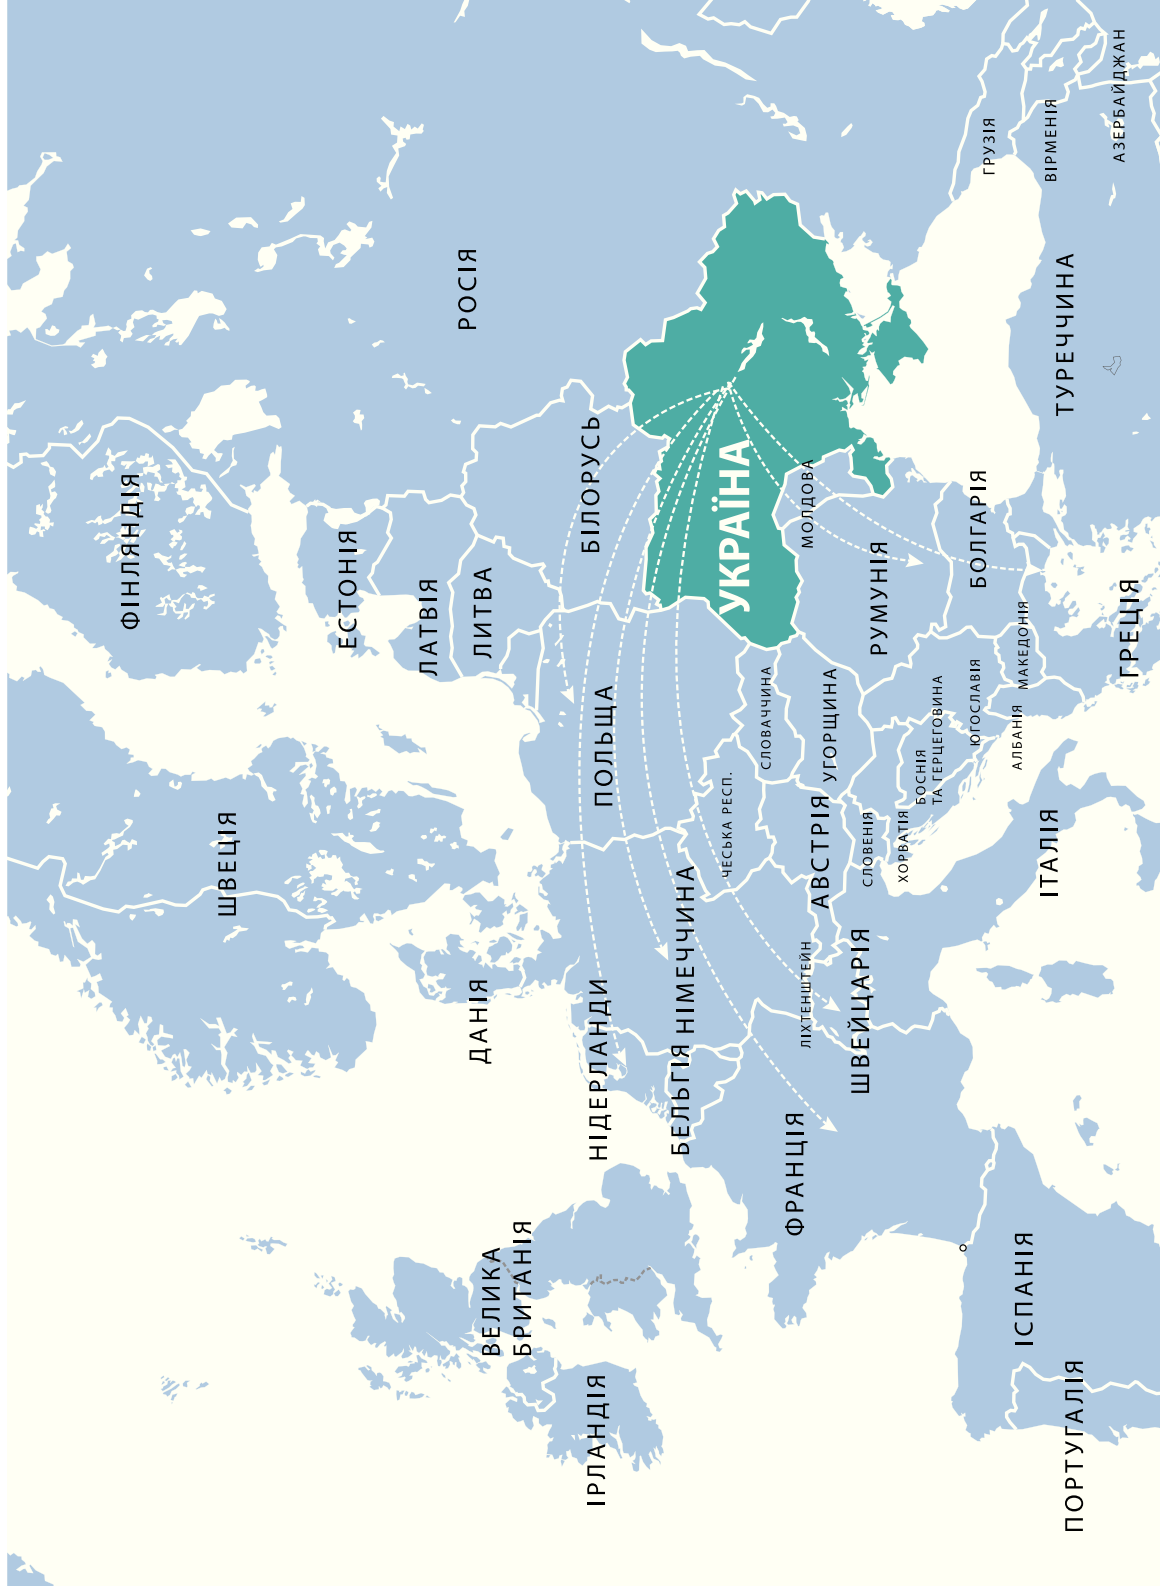 ФІНЛЯНДІЯ
ШВЕЦІЯ
ЕСТОНІЯ
ЛАТВІЯ
ЛИТВА
РОСІЯ
ДАНІЯ
ВЕЛИКА
БРИТАНІЯ
ІРЛАНДІЯ
НІДЕРЛАНДИ
ПОЛЬЩА
БІЛОРУСЬ
БЕЛЬГІЯ
НІМЕЧЧИНА
ЧЕСЬКА РЕСП.
УКРАЇНА
СЛОВАЧЧИНА
ФРАНЦІЯ
ЛІХТЕНШТЕЙН
МОЛДОВА
АВСТРІЯ
УГОРЩИНА
ШВЕЙЦАРІЯ
СЛОВЕНІЯ
РУМУНІЯ
ХОРВАТІЯ
БОСНІЯ
ТА ГЕРЦЕГОВИНА
ЮГОСЛАВІЯ
БОЛГАРІЯ
ГРУЗІЯ
АЛБАНІЯ
МАКЕДОНІЯ
ІСПАНІЯ
ІТАЛІЯ
ВІРМЕНІЯ
ТУРЕЧЧИНА
ПОРТУГАЛІЯ
ГРЕЦІЯ
АЗЕРБАЙДЖАН